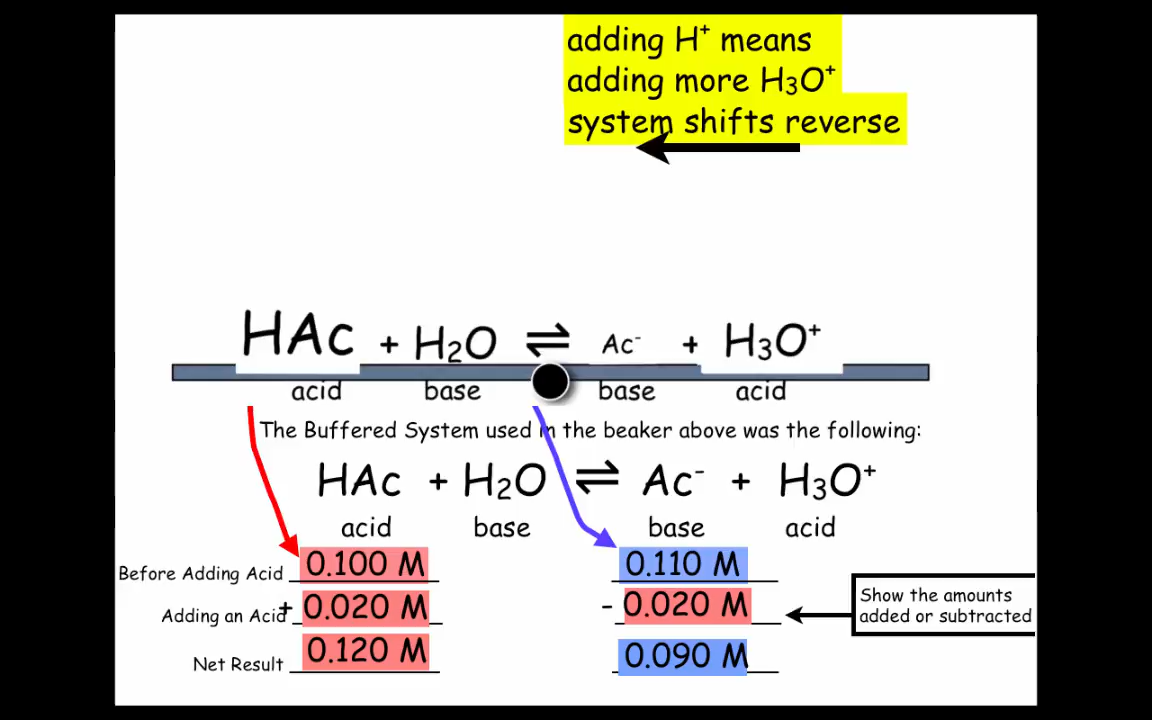 adding H⁺ means
adding more H₃O⁺
system shifts reverse
HAc + H₂O ⇌ Ac⁻ + H₃O⁺
acid base base acid
The Buffered System used in the beaker above was the following:
HAc + H₂O ⇌ Ac⁻ + H₃O⁺
acid base base acid
Before Adding Acid 0.100 M 0.110 M
Adding an Acid + 0.020 M - 0.020 M
Show the amounts
added or subtracted
Net Result 0.120 M 0.090 M